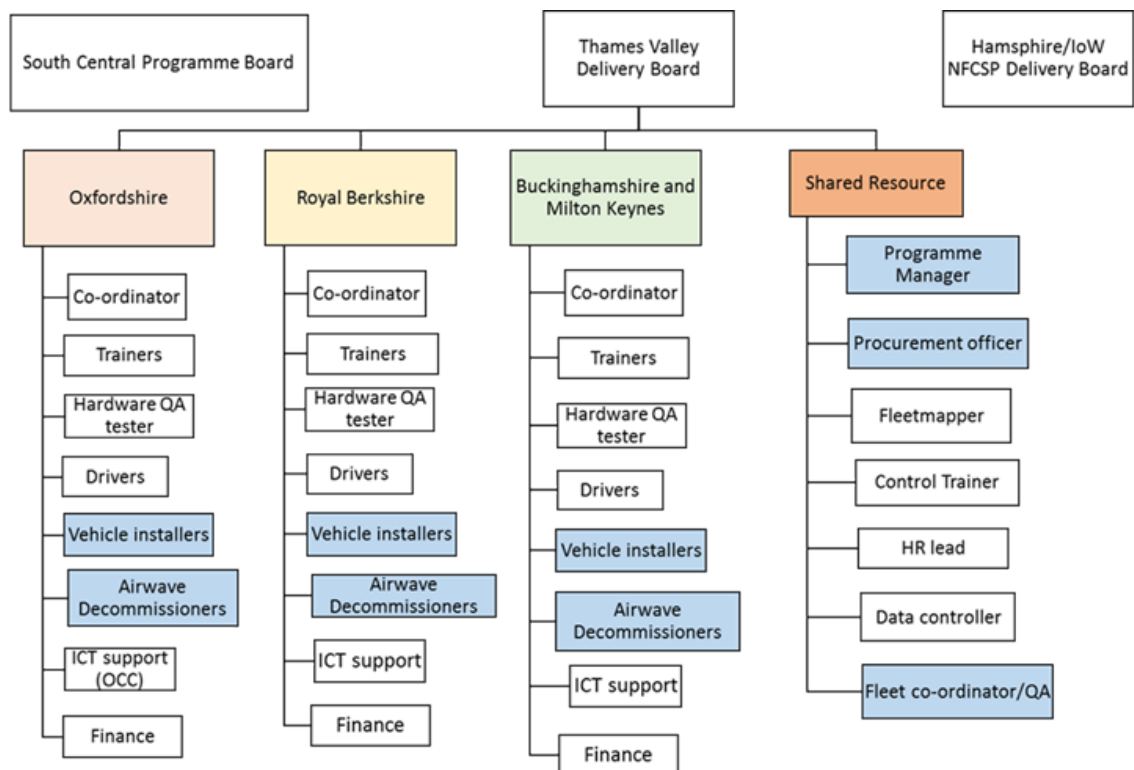 South Central Programme Board
Thames Valley
Delivery Board
Hamsphire/IoW
NFCSP Delivery Board
Oxfordshire
Co-ordinator
Trainers
Hardware QA
tester
Drivers
Vehicle installers
Airwave
Decommissioners
ICT support
(OCC)
Finance
Royal Berkshire
Co-ordinator
Trainers
Hardware QA
tester
Drivers
Vehicle installers
Airwave
Decommissioners
ICT support
Finance
Buckinghamshire and
Milton Keynes
Co-ordinator
Trainers
Hardware QA
tester
Drivers
Vehicle installers
Airwave
Decommissioners
ICT support
Finance
Shared Resource
Programme
Manager
Procurement officer
Fleetmapper
Control Trainer
HR lead
Data controller
Fleet co-ordinator/QA